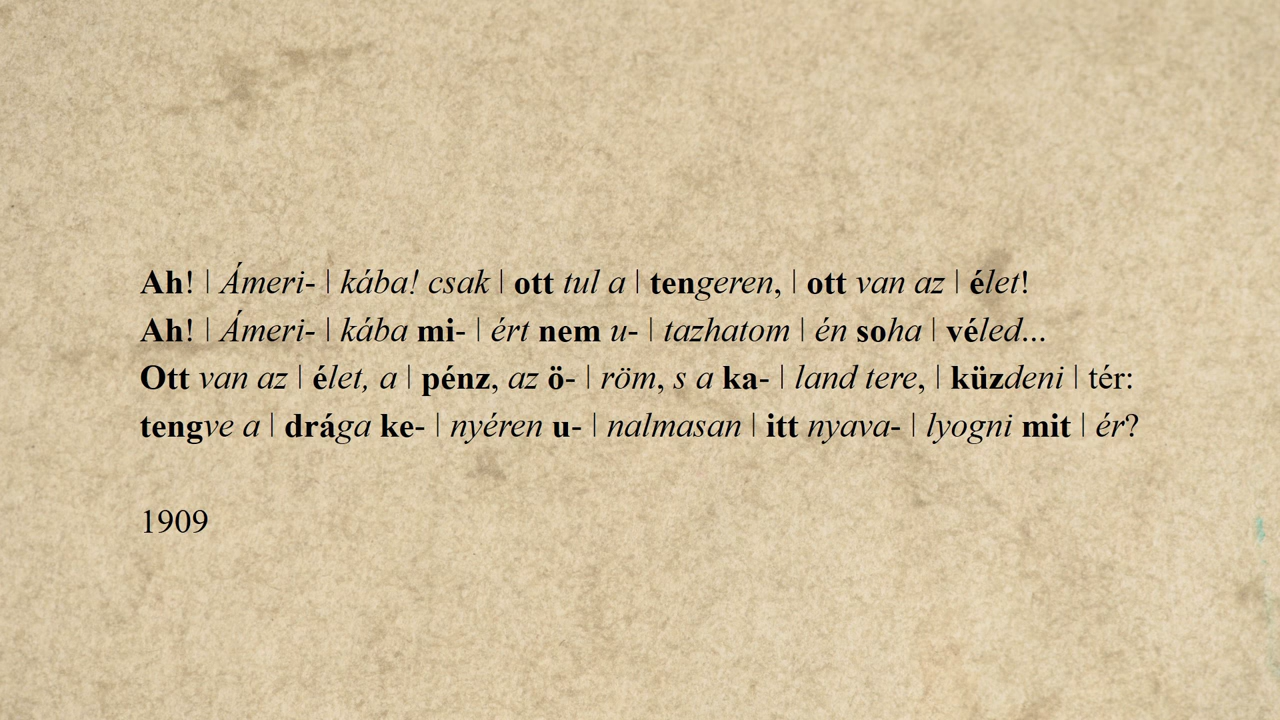 Ah! | Ámeri- | kába! csak | ott tul a | tengeren, | ott van az | élet!
Ah! | Ámeri- | kába mi- | ért nem u- | tazhatom | én soha | véled...
Ott van az | élet, a | pénz, az ö- | röm, s a ka- | land tere, | küzdeni | tér:
tengve a | drága ke- | nyéren u- | nalmasan | itt nyava- | lyogni mit | ér?
1909